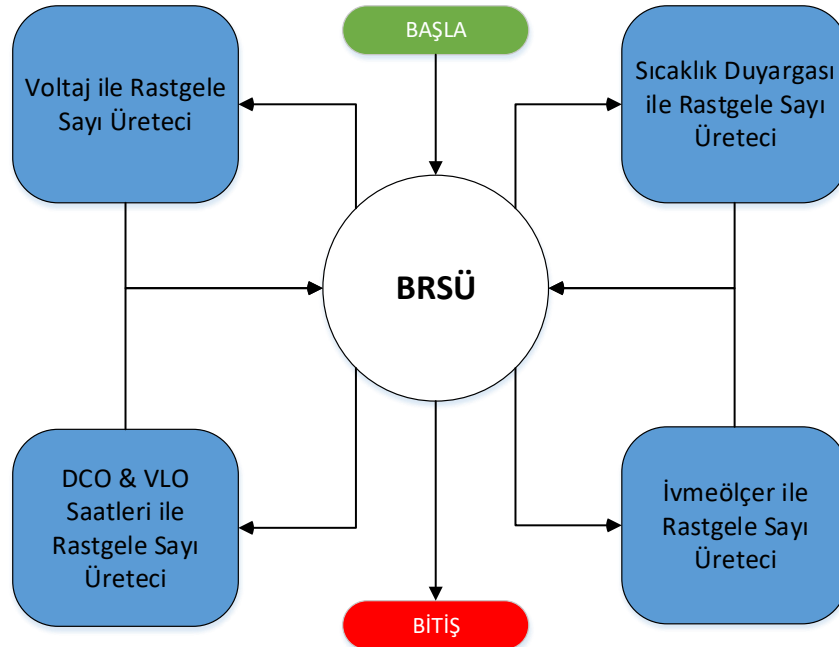 BAŞLA
Voltaj ile Rastgele
Sayı Üreteci
Sıcaklık Duyargası
ile Rastgele Sayı
Üreteci
BRSÜ
DCO & VLO
Saatleri ile
Rastgele Sayı
Üreteci
İvmeölçer ile
Rastgele Sayı
Üreteci
BİTİŞ